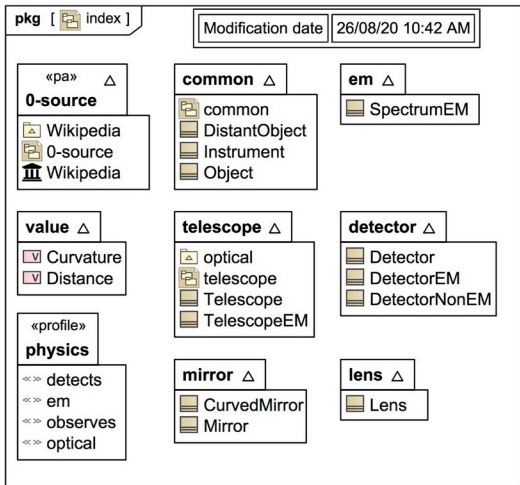 pkg [ index ]
Modification date 26/08/20 10:42 AM
«pa»
0-source
Wikipedia
0-source
Wikipedia
common
common
DistantObject
Instrument
Object
em
SpectrumEM
value
V Curvature
V Distance
telescope
optical
telescope
Telescope
TelescopeEM
detector
Detector
DetectorEM
DetectorNonEM
«profile»
physics
«» detects
«» em
«» observes
«» optical
mirror
CurvedMirror
Mirror
lens
Lens